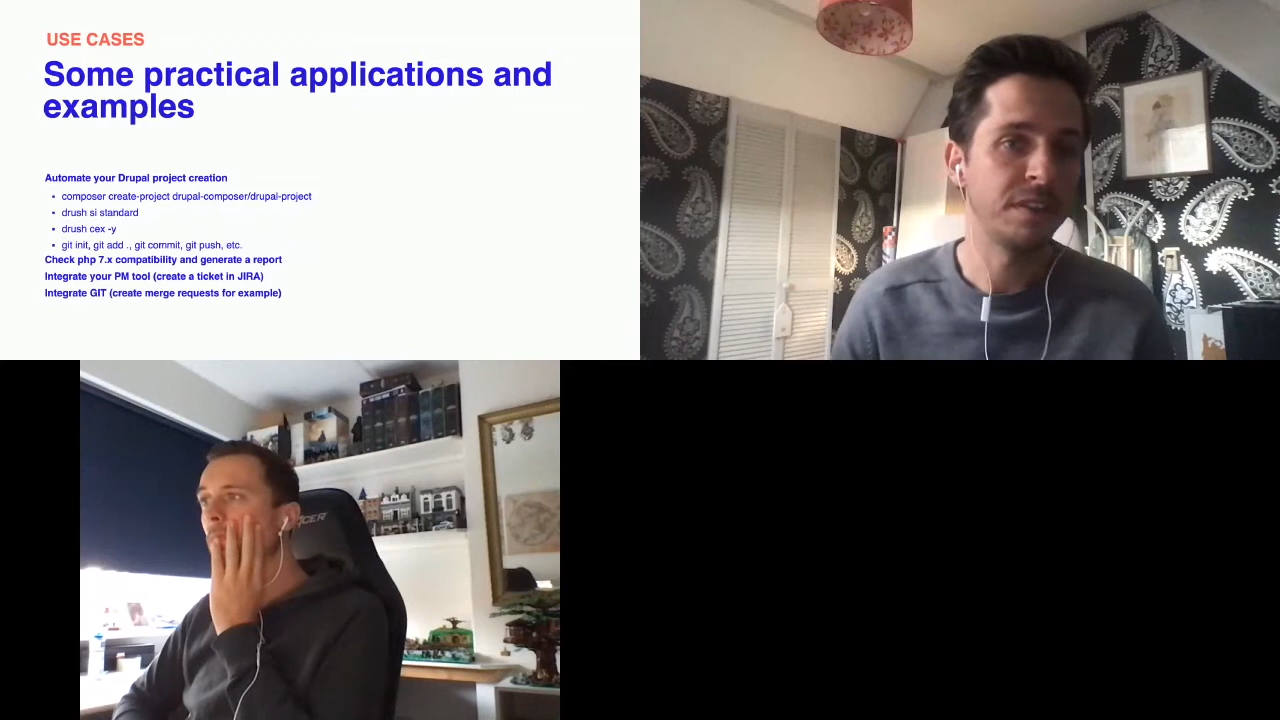 USE CASES
Some practical applications and
examples
Automate your Drupal project creation
▪ composer create-project drupal-composer/drupal-project
▪ drush si standard
▪ drush cex -y
▪ git init, git add ., git commit, git push, etc.
Check php 7.x compatibility and generate a report
Integrate your PM tool (create a ticket in JIRA)
Integrate GIT (create merge requests for example)